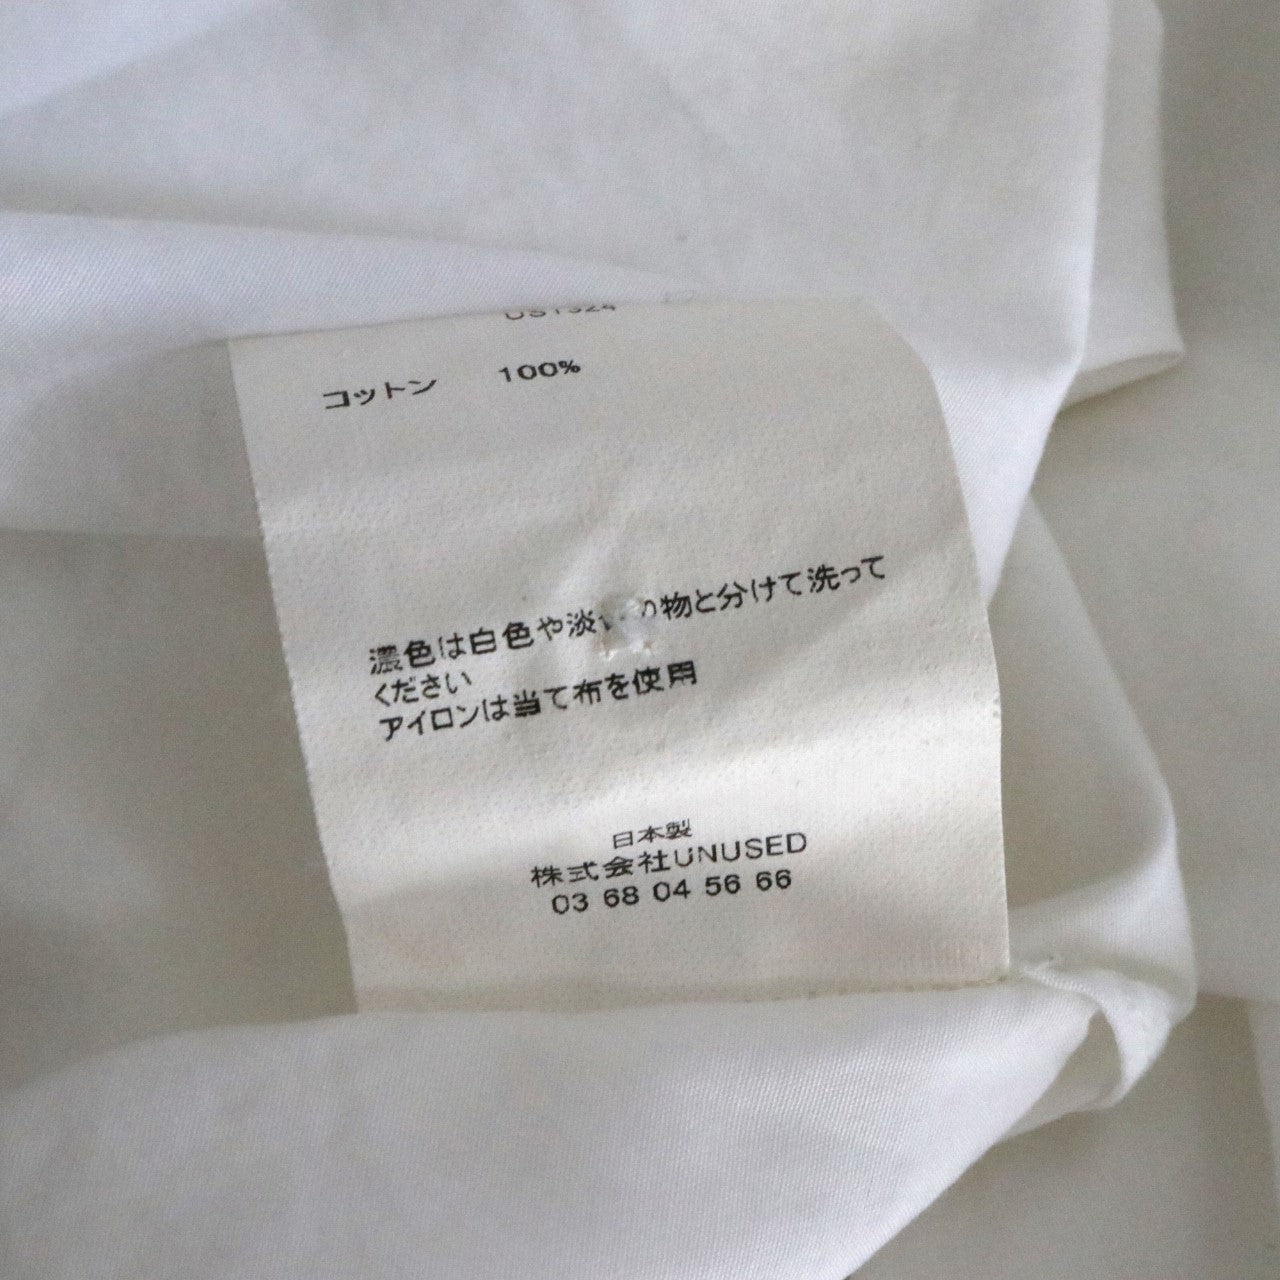 コットン 100%
濃色は白色や淡 の物と分けて洗って
ください
アイロンは当て布を使用
日本製
株式会社UNUSED
03 68 04 56 66